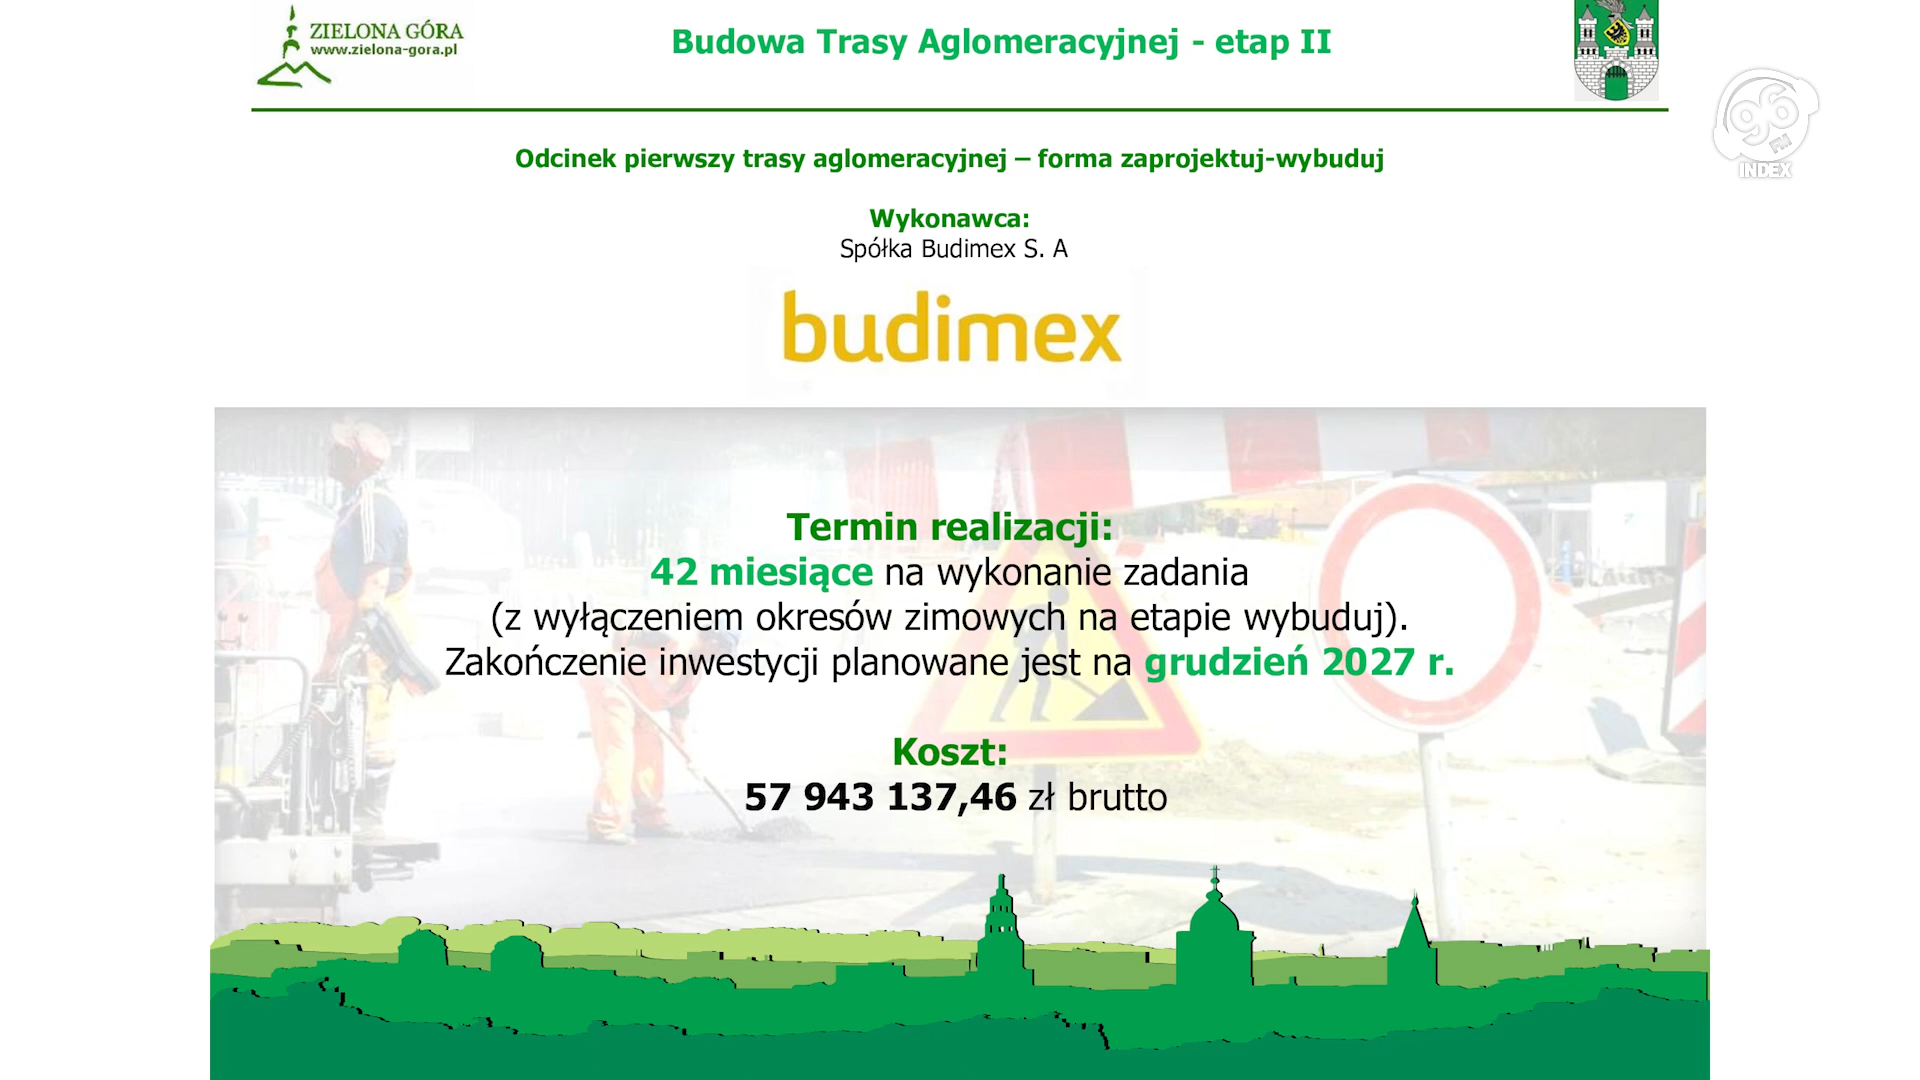 ZIELONA GÓRA
www.zielona-gora.pl
Budowa Trasy Aglomeracyjnej - etap II
96
FM
INDEX
Odcinek pierwszy trasy aglomeracyjnej – forma zaprojektuj-wybuduj
Wykonawca:
Spółka Budimex S. A
budimex
Termin realizacji:
42 miesiące na wykonanie zadania
(z wyłączeniem okresów zimowych na etapie wybuduj).
Zakończenie inwestycji planowane jest na grudzień 2027 r.
Koszt:
57 943 137,46 zł brutto